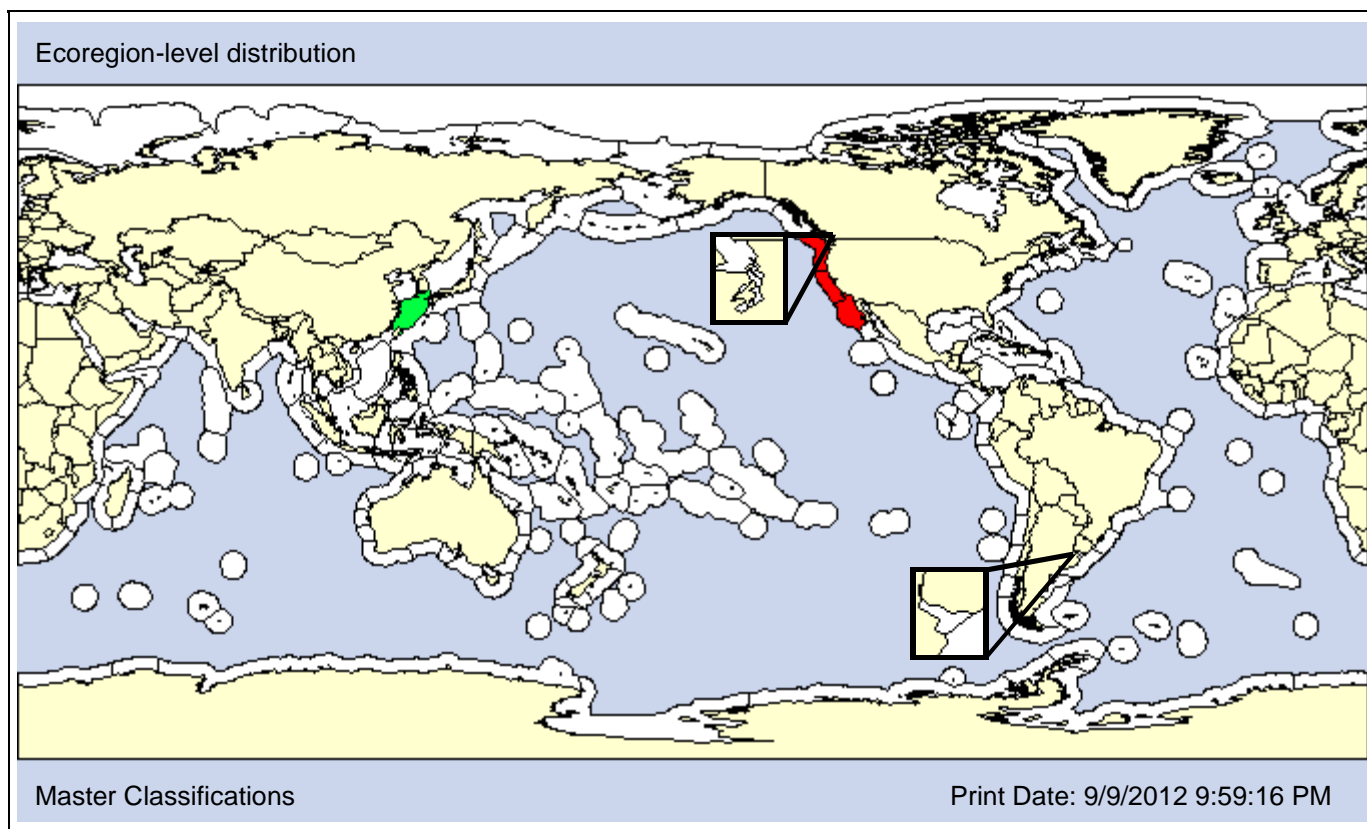 Ecoregion-level distribution
Master Classifications
Print Date: 9/9/2012 9:59:16 PM